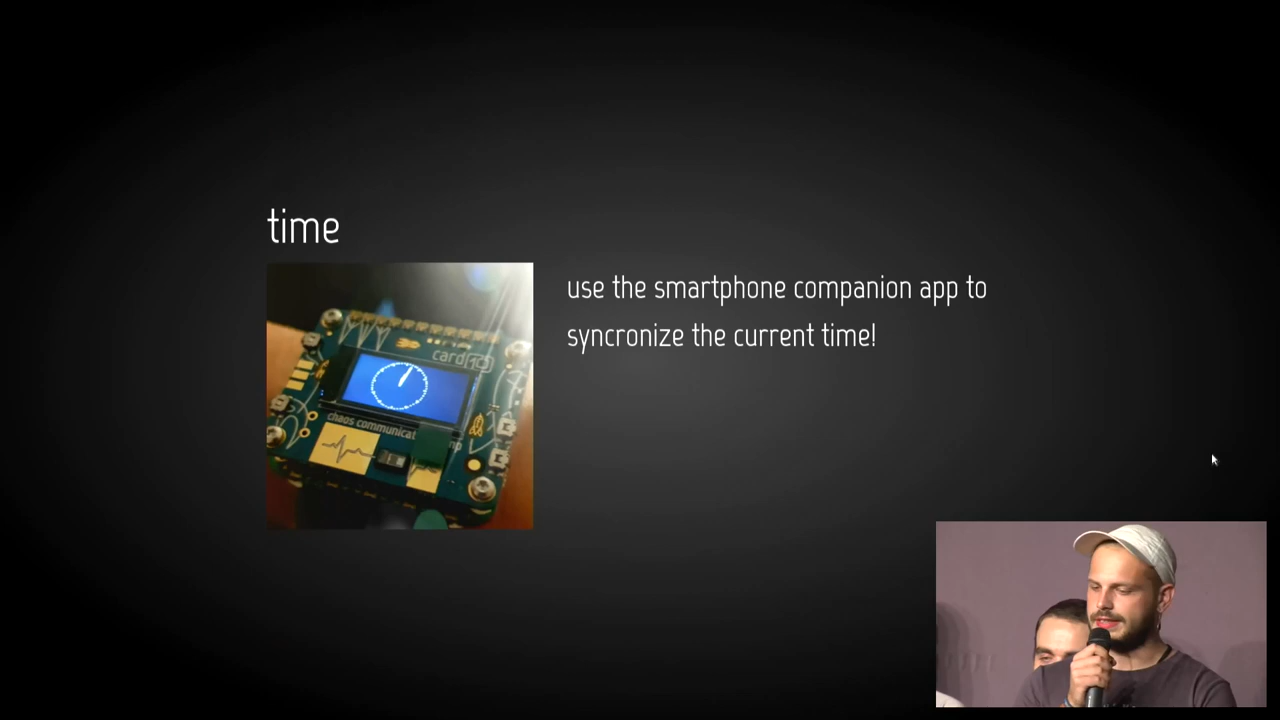 time
use the smartphone companion app to
syncronize the current time!
card10
chaos communicat